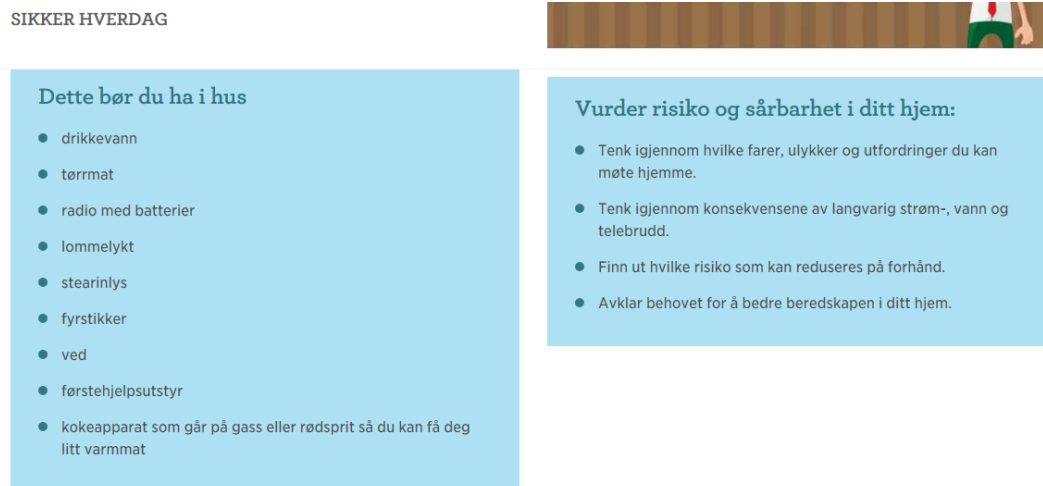 SIKKER HVERDAG
Dette bør du ha i hus
drikkevann
tørrmat
radio med batterier
lommelykt
stearinlys
fyrstikker
ved
førstehjelpsutstyr
kokeapparat som går på gass eller rødsprit så du kan få deg
litt varmmat
Vurder risiko og sårbarhet i ditt hjem:
Tenk igjennom hvilke farer, ulykker og utfordringer du kan
møte hjemme.
Tenk igjennom konsekvensene av langvarig strøm-, vann og
telebrudd.
Finn ut hvilke risiko som kan reduseres på forhånd.
Avklar behovet for å bedre beredskapen i ditt hjem.